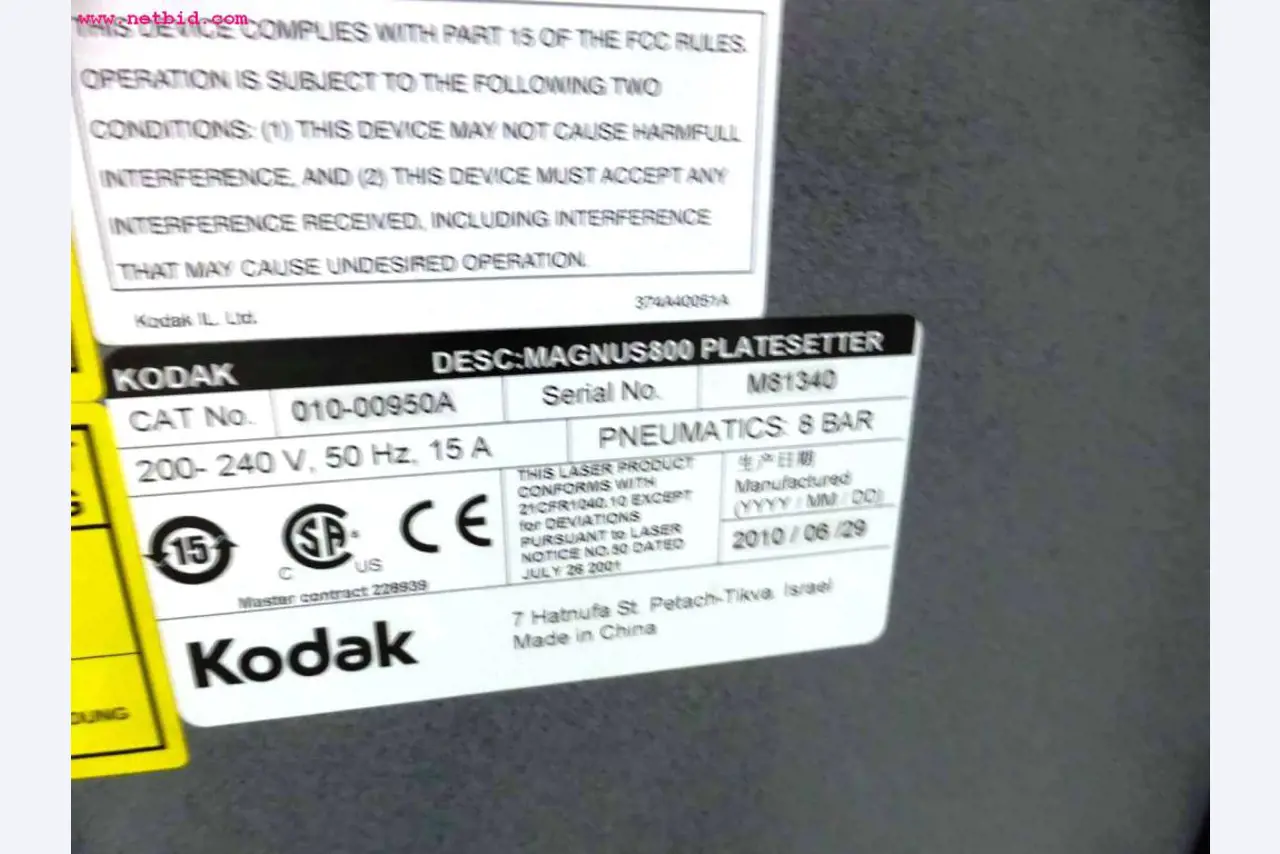 www.netbid.com
THIS DEVICE COMPLIES WITH PART 15 OF THE FCC RULES.
OPERATION IS SUBJECT TO THE FOLLOWING TWO
CONDITIONS: (1) THIS DEVICE MAY NOT CAUSE HARMFULL
INTERFERENCE, AND (2) THIS DEVICE MUST ACCEPT ANY
INTERFERENCE RECEIVED, INCLUDING INTERFERENCE
THAT MAY CAUSE UNDESIRED OPERATION.
374A40051A
Kodak IL. Ltd.
KODAK DESC:MAGNUS800 PLATESETTER
CAT No. 010-00950A Serial No. M81340
200- 240 V, 50 Hz, 15 A PNEUMATICS: 8 BAR
THIS LASER PRODUCT
CONFORMS WITH
21CFR1040.10 EXCEPT
for DEVIATIONS
PURSUANT to LASER
NOTICE NO.50 DATED
JULY 26 2001
生产日期
Manufactured
(YYYY / MM / DD)
2010 / 06 /29
15
C SA US
CE
Master contract 228939
Kodak
7 Hatnufa St. Petach-Tikva, Israel
Made in China
DUNG